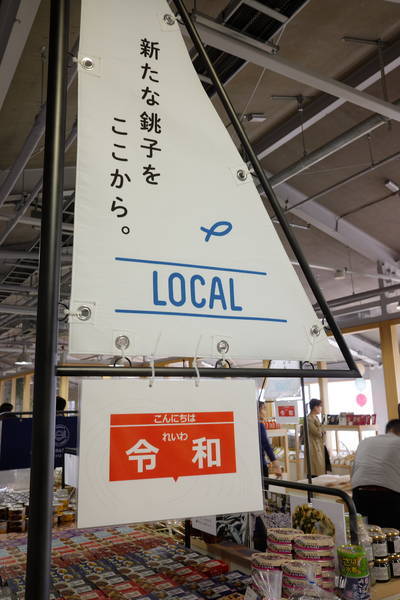 新たな銚子を
ここから。
LOCAL
こんにちは
れいわ
令和